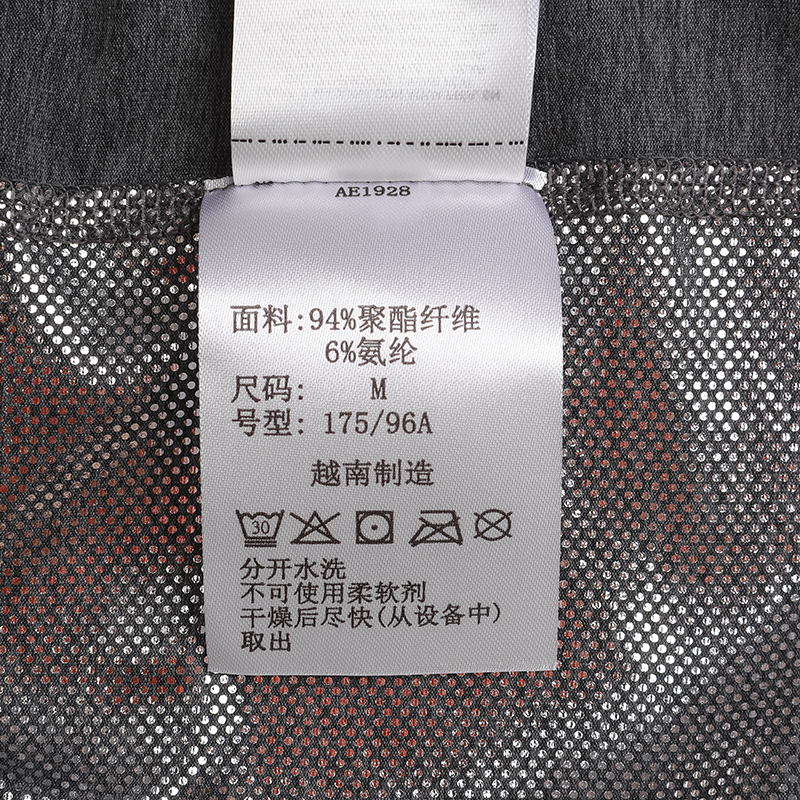 AE1928
面料:94%聚酯纤维
6%氨纶
尺码: M
号型: 175/96A
越南制造
30
分开水洗
不可使用柔软剂
干燥后尽快(从设备中)
取出